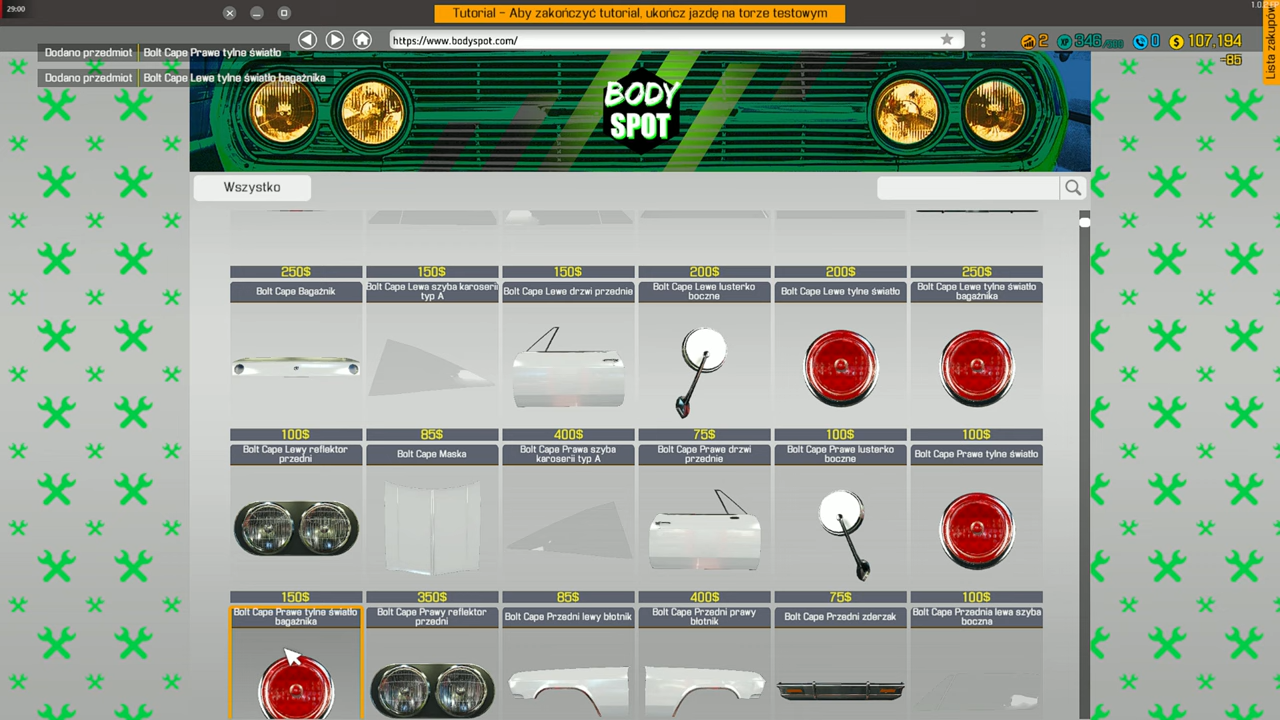 29:00
Tutorial - Aby zakończyć tutorial, ukończ jazdę na torze testowym
https://www.bodyspot.com/
2
346
0
$ 107,194
-85
Lista zakupów
Dodano przedmiot Bolt Cape Prawe tylne światło
Dodano przedmiot Bolt Cape Lewe tylne światło bagażnika
BODY
SPOT
Wszystko
250$ 150$ 150$ 200$ 200$ 250$
Bolt Cape Bagażnik
Bolt Cape Lewa szyba karoserii
typ A
Bolt Cape Lewe drzwi przednie
Bolt Cape Lewe lusterko
boczne
Bolt Cape Lewe tylne światło
Bolt Cape Lewe tylne światło
bagażnika
100$ 85$ 400$ 75$ 100$ 100$
Bolt Cape Lewy reflektor
przedni
Bolt Cape Maska
Bolt Cape Prawa szyba
karoserii typ A
Bolt Cape Prawe drzwi
przednie
Bolt Cape Prawe lusterko
boczne
Bolt Cape Prawe tylne światło
150$ 350$ 85$ 400$ 75$ 100$
Bolt Cape Prawe tylne światło
bagażnika
Bolt Cape Prawy reflektor
przedni
Bolt Cape Przedni lewy błotnik
Bolt Cape Przedni prawy
błotnik
Bolt Cape Przedni zderzak
Bolt Cape Przednia lewa szyba
boczna